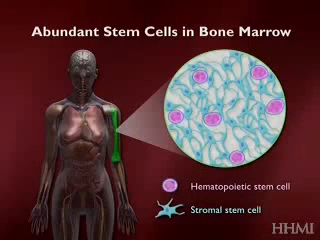 Abundant Stem Cells in Bone Marrow
Hematopoietic stem cell
Stromal stem cell
HHMI